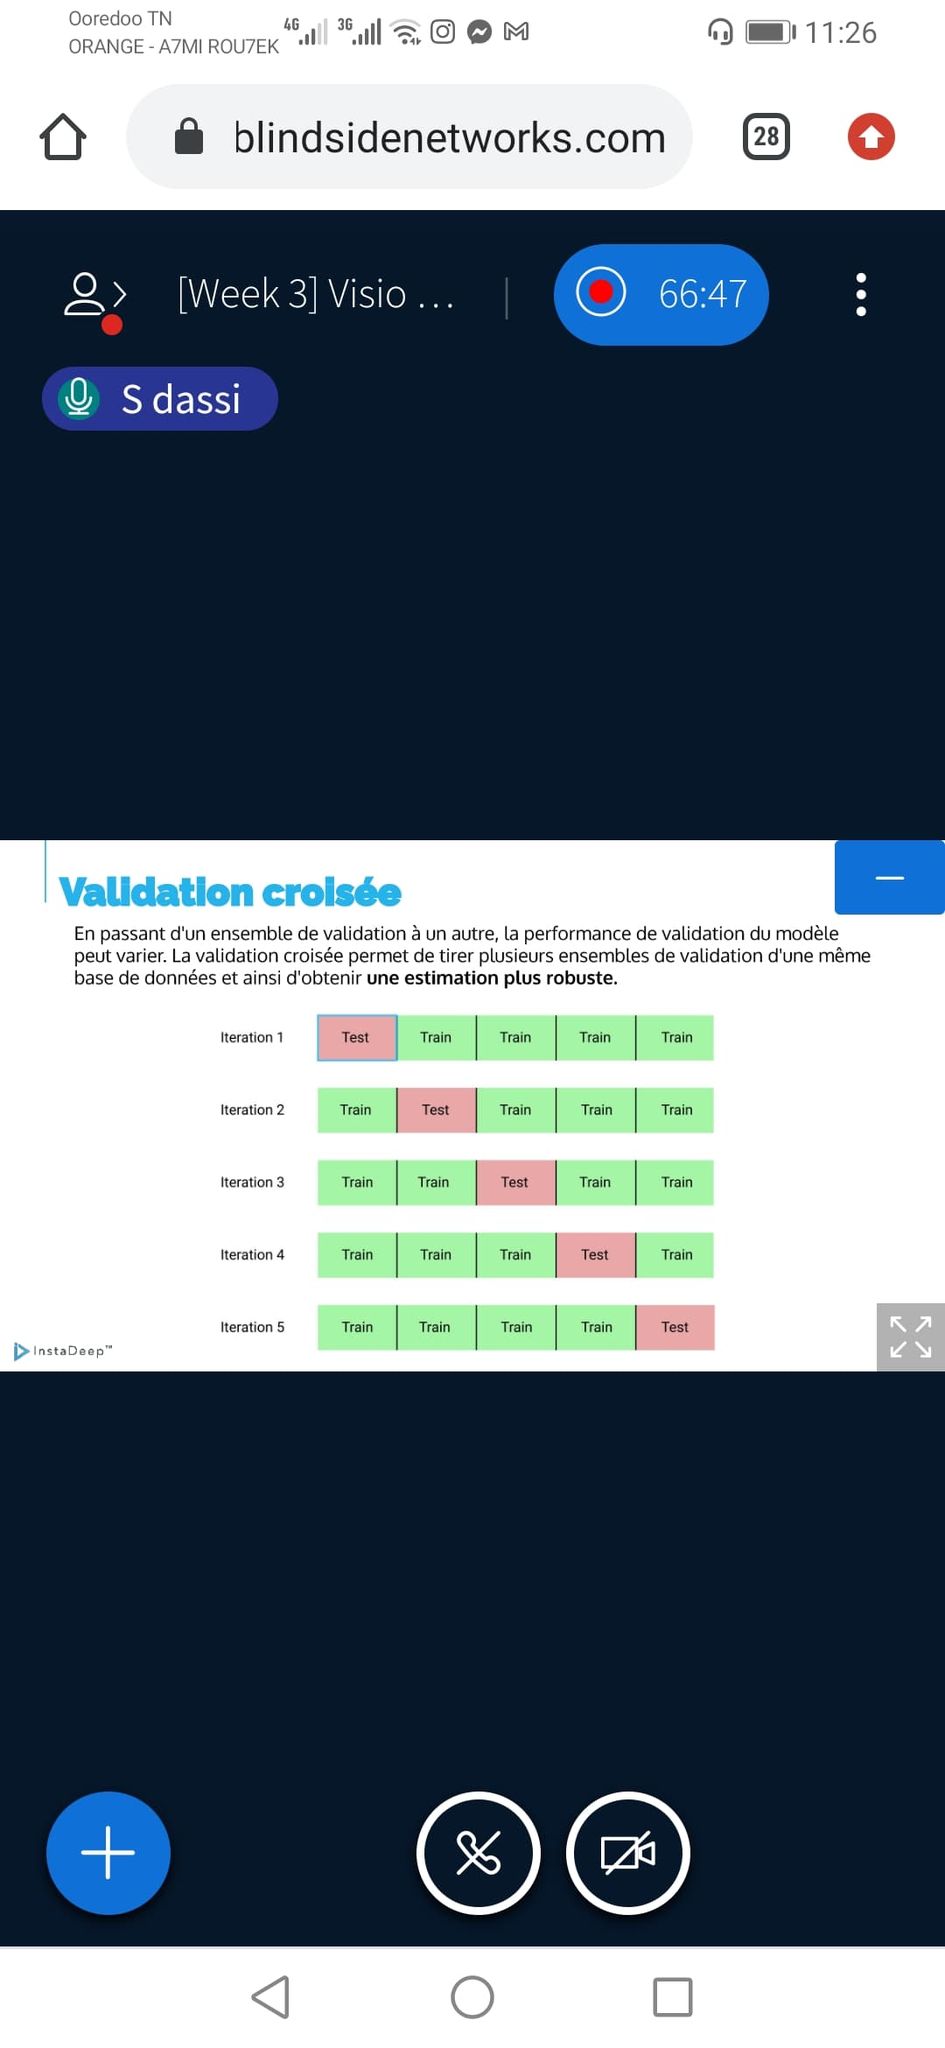 Ooredoo TN
ORANGE - A7MI ROU7EK
4G 3G 11:26
blindsidenetworks.com 28
[Week 3] Visio ... | 66:47
S dassi
Validation croisée
En passant d'un ensemble de validation à un autre, la performance de validation du modèle
peut varier. La validation croisée permet de tirer plusieurs ensembles de validation d'une même
base de données et ainsi d'obtenir une estimation plus robuste.
Iteration 1 Test Train Train Train Train
Iteration 2 Train Test Train Train Train
Iteration 3 Train Train Test Train Train
Iteration 4 Train Train Train Test Train
Iteration 5 Train Train Train Train Test
InstaDeep™